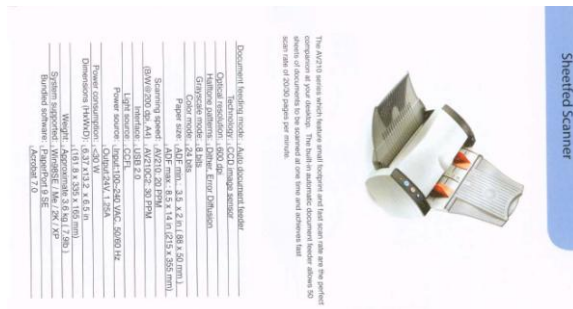 Sheetfed Scanner
The AV210 series which feature small footprint and fast scan rate are the perfect
companion at your desktop. The built-in automatic document feeder allows 50
sheets of documents to be scanned at one time and achieves fast
scan rate of 20/30 pages per minute.
Document feeding mode: Auto document feeder
Technology: CCD image sensor
Optical resolution: 600 dpi
Halftone patterns: Dither, Error Diffusion
Grayscale mode: 8 bits
Color mode: 24 bits
Paper size: ADF min. 3.5 x 2 in ( 88 x 50 mm )
ADF max. 8.5 x 14 in (215 x 355 mm)
Scanning speed: AV210: 20 PPM
(B/W@200 dpi, A4) AV210C2: 30 PPM
Interface: USB 2.0
Light source: CCFL
Power source: Input:100~240 VAC, 50/60 Hz
Output:24V, 1.25A
Power consumption: <30 W
Dimensions (HxWxD): 6.37 x13.2 x 6.5 in
(161.8 x 335 x 165 mm)
Weight: Approximate 3.6 kg ( 7.9lb )
System supported: Win98SE / Me / 2K / XP
Bundled software: PaperPort 9 SE
Acrobat 7.0